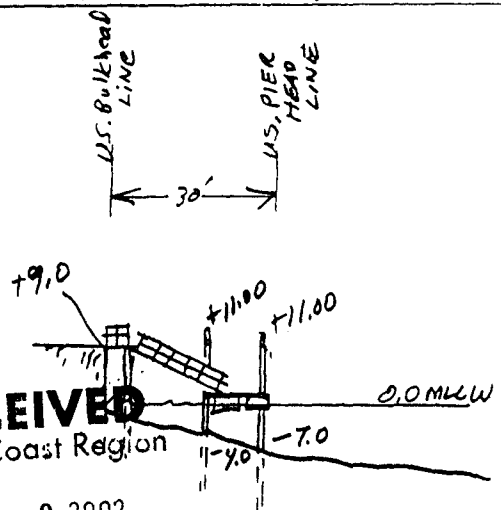 U.S. Bulkhead
LINE
U.S. PIER
HEAD
LINE
30'
+9.0
+11.00
+11.00
0.0 MLLW
EIVED
Coast Region
-4.0
-7.0